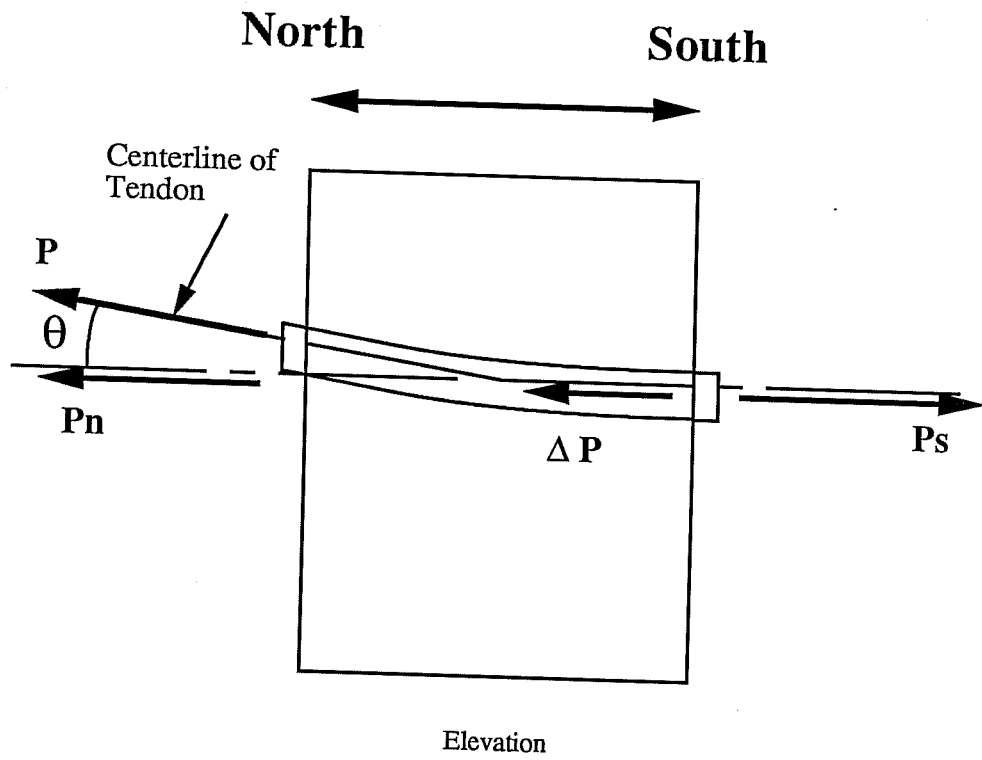 North
South
Centerline of
Tendon
P
θ
Pn
Δ P
Ps
Elevation